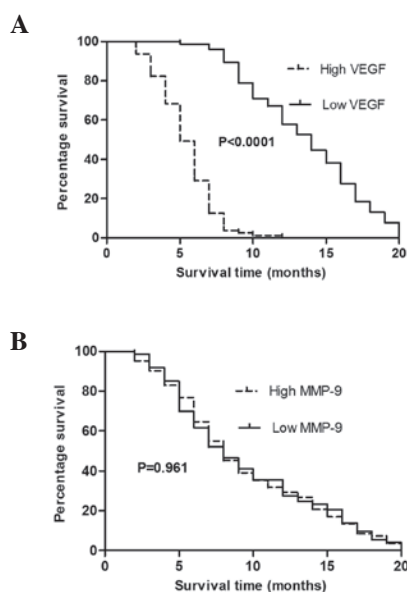 A
100
80
60
40
20
0
Percentage survival
High VEGF
Low VEGF
P<0.0001
0 5 10 15 20
Survival time (months)
B
100
80
60
40
20
0
Percentage survival
High MMP-9
Low MMP-9
P=0.961
0 5 10 15 20
Survival time (months)